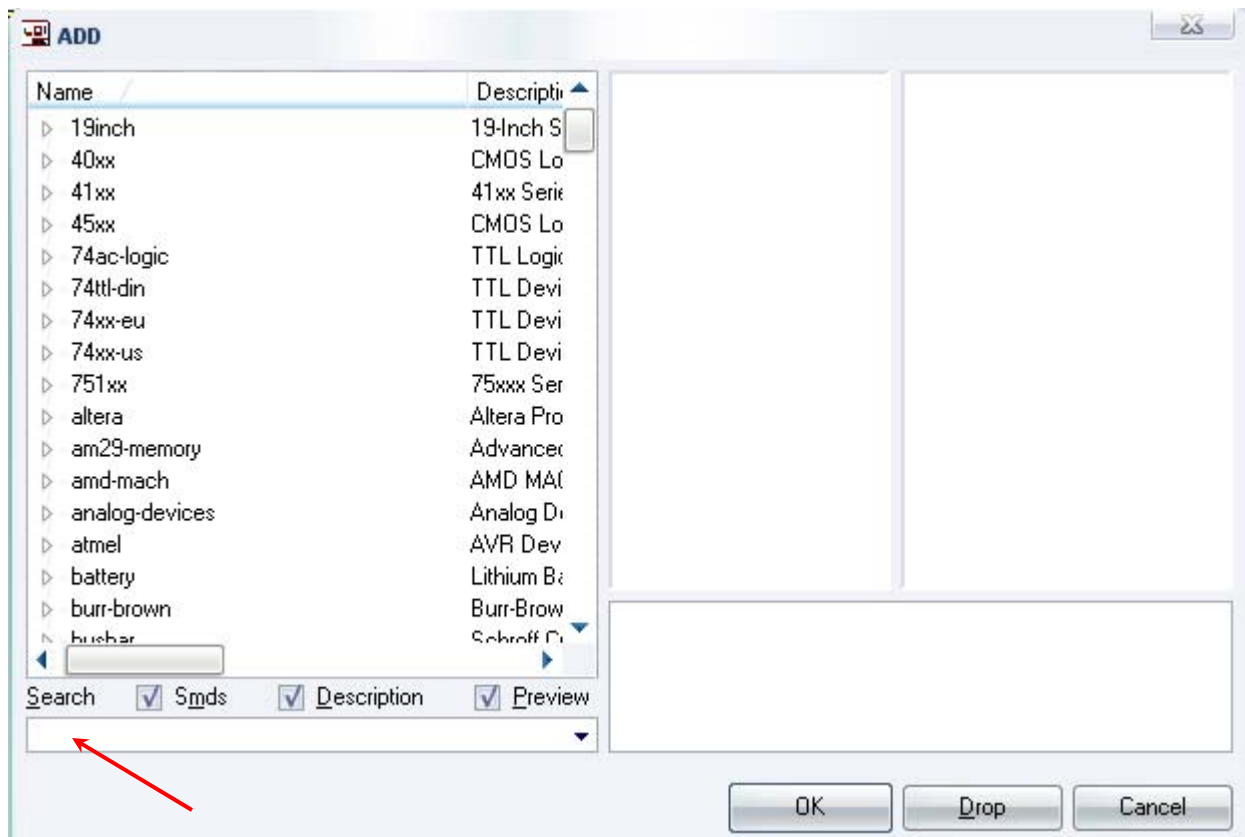 ADD
Name Descripti
19inch 19-Inch S
40xx CMOS Lo
41xx 41xx Serie
45xx CMOS Lo
74ac-logic TTL Logic
74ttl-din TTL Devi
74xx-eu TTL Devi
74xx-us TTL Devi
751xx 75xxx Ser
altera Altera Pro
am29-memory Advanced
amd-mach AMD MA
analog-devices Analog D
atmel AVR Dev
battery Lithium Ba
burr-brown Burr-Brow
busbar Schroff C
Search Smds Description Preview
OK Drop Cancel